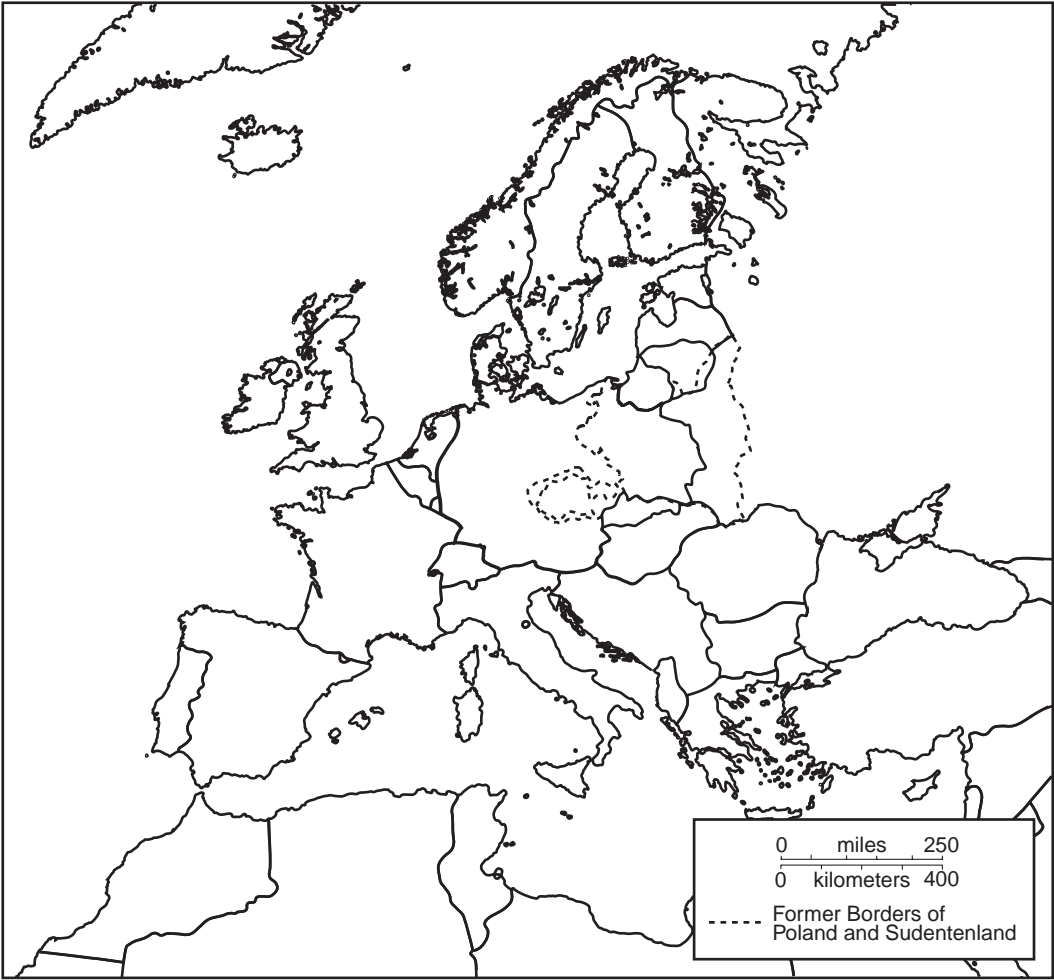 0 miles 250
0 kilometers 400
Former Borders of
Poland and Sudentenland